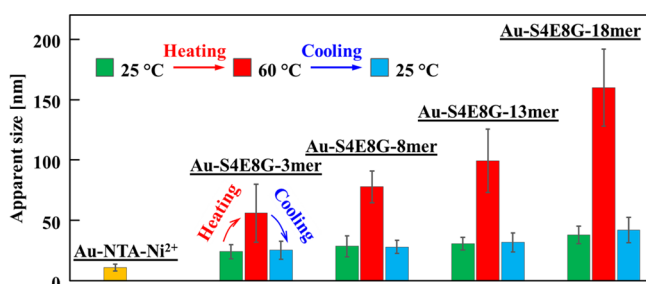 Apparent size [nm]
200
150
100
50
0
Heating
Cooling
25 °C
60 °C
25 °C
Au-NTA-Ni²⁺
Au-S4E8G-3mer
Heating
Cooling
Au-S4E8G-8mer
Au-S4E8G-13mer
Au-S4E8G-18mer